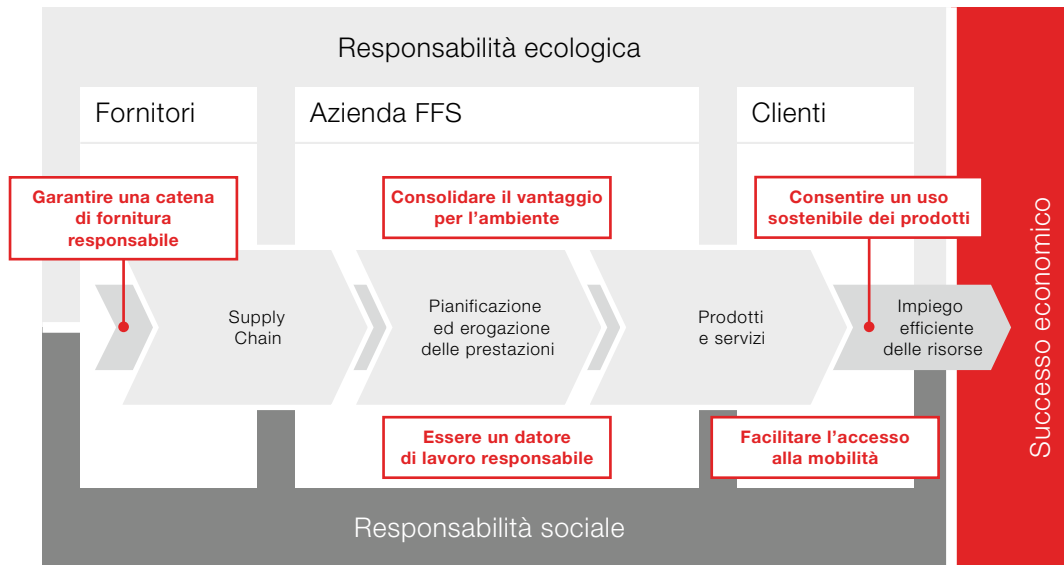 Responsabilità ecologica
Fornitori
Azienda FFS
Clienti
Garantire una catena
di fornitura
responsabile
Consolidare il vantaggio
per l’ambiente
Consentire un uso
sostenibile dei prodotti
Supply
Chain
Pianificazione
ed erogazione
delle prestazioni
Prodotti
e servizi
Impiego
efficiente
delle risorse
Essere un datore
di lavoro responsabile
Facilitare l’accesso
alla mobilità
Responsabilità sociale
Successo economico